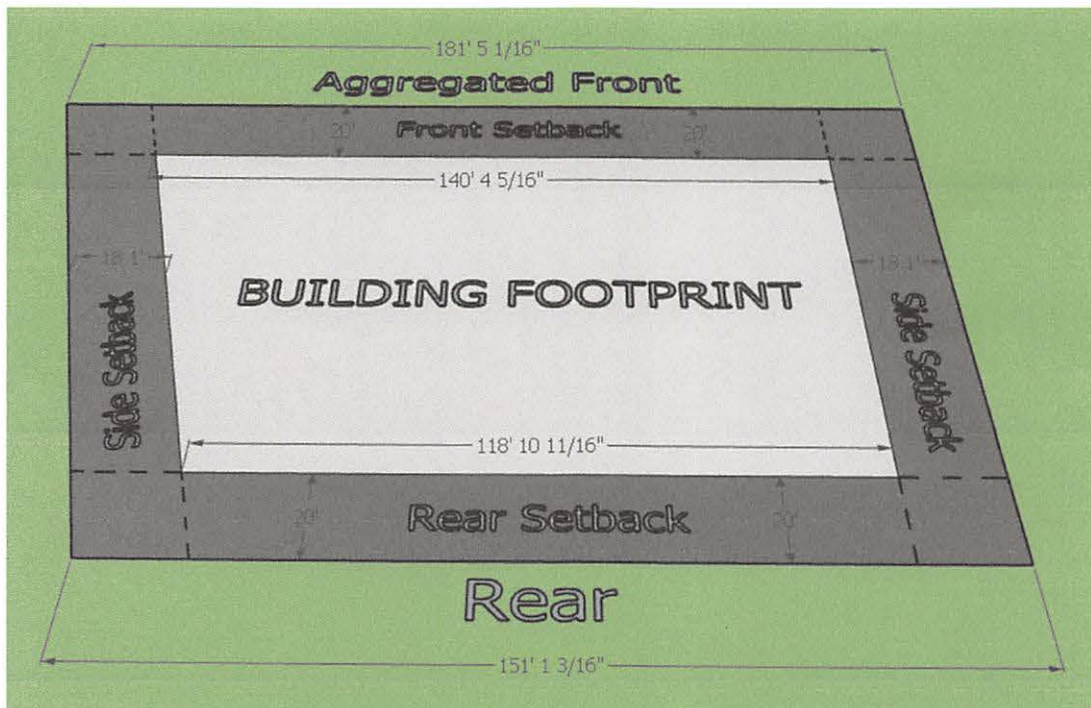 181' 5 1/16"
Aggregated Front
Front Setback
20'
20'
140' 4 5/16"
18.1'
18.1'
BUILDING FOOTPRINT
Side Setback
Side Setback
118' 10 11/16"
20'
Rear Setback
20'
Rear
151' 1 3/16"